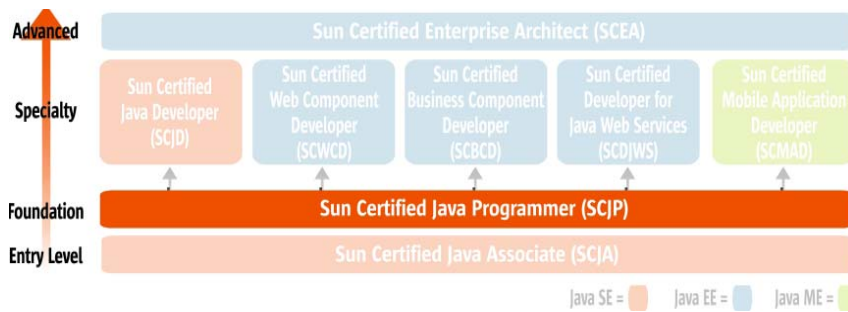 Advanced
Sun Certified Enterprise Architect (SCEA)
Specialty
Sun Certified
Java Developer
(SCJD)
Sun Certified
Web Component
Developer
(SCWCD)
Sun Certified
Business Component
Developer
(SCBCD)
Sun Certified
Developer for
Java Web Services
(SCDJWS)
Sun Certified
Mobile Application
Developer
(SCMAD)
Foundation
Sun Certified Java Programmer (SCJP)
Entry Level
Sun Certified Java Associate (SCJA)
Java SE = Java EE = Java ME =